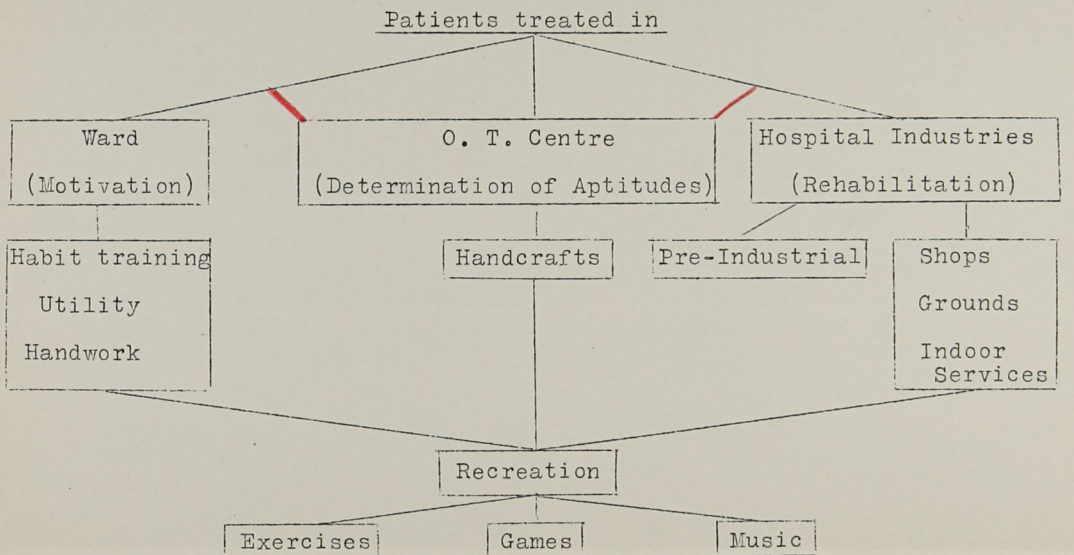 Patients treated in
Ward
(Motivation)
O. T. Centre
(Determination of Aptitudes)
Hospital Industries
(Rehabilitation)
Habit training
Utility
Handwork
Handcrafts
Pre-Industrial
Shops
Grounds
Indoor
Services
Recreation
Exercises
Games
Music